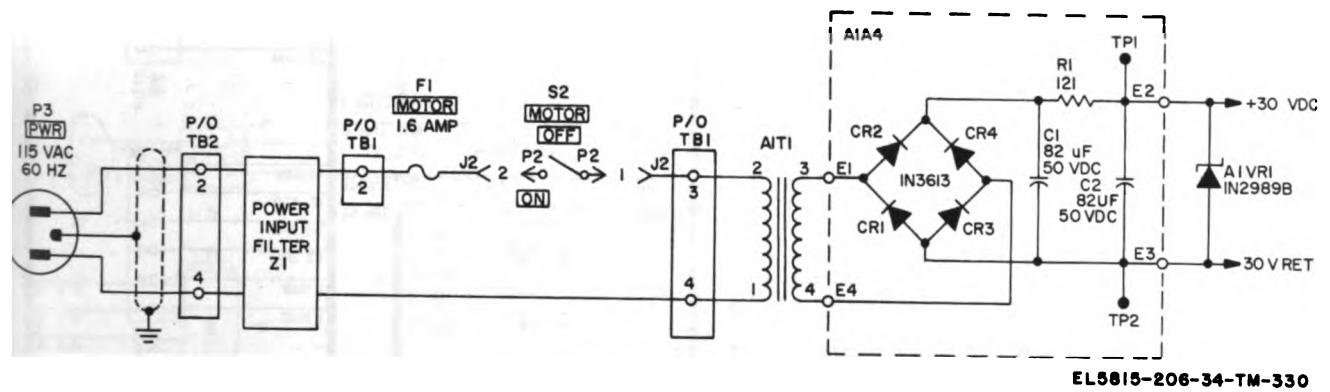 P3
PWR
115 VAC
60 HZ
P/O
TB2
2
4
POWER
INPUT
FILTER
Z1
P/O
TB1
2
F1
MOTOR
1.6 AMP
J2
2
P2
S2
MOTOR
OFF
ON
P2
1
J2
P/O
TB1
3
4
A1T1
2
1
3
4
A1A4
E1
E4
CR2
CR4
IN3613
CR1
CR3
C1
82 uF
50 VDC
R1
121
C2
82UF
50 VDC
TP1
E2
E3
TP2
+30 VDC
A1VR1
IN2989B
30 V RET
EL5815-206-34-TM-330